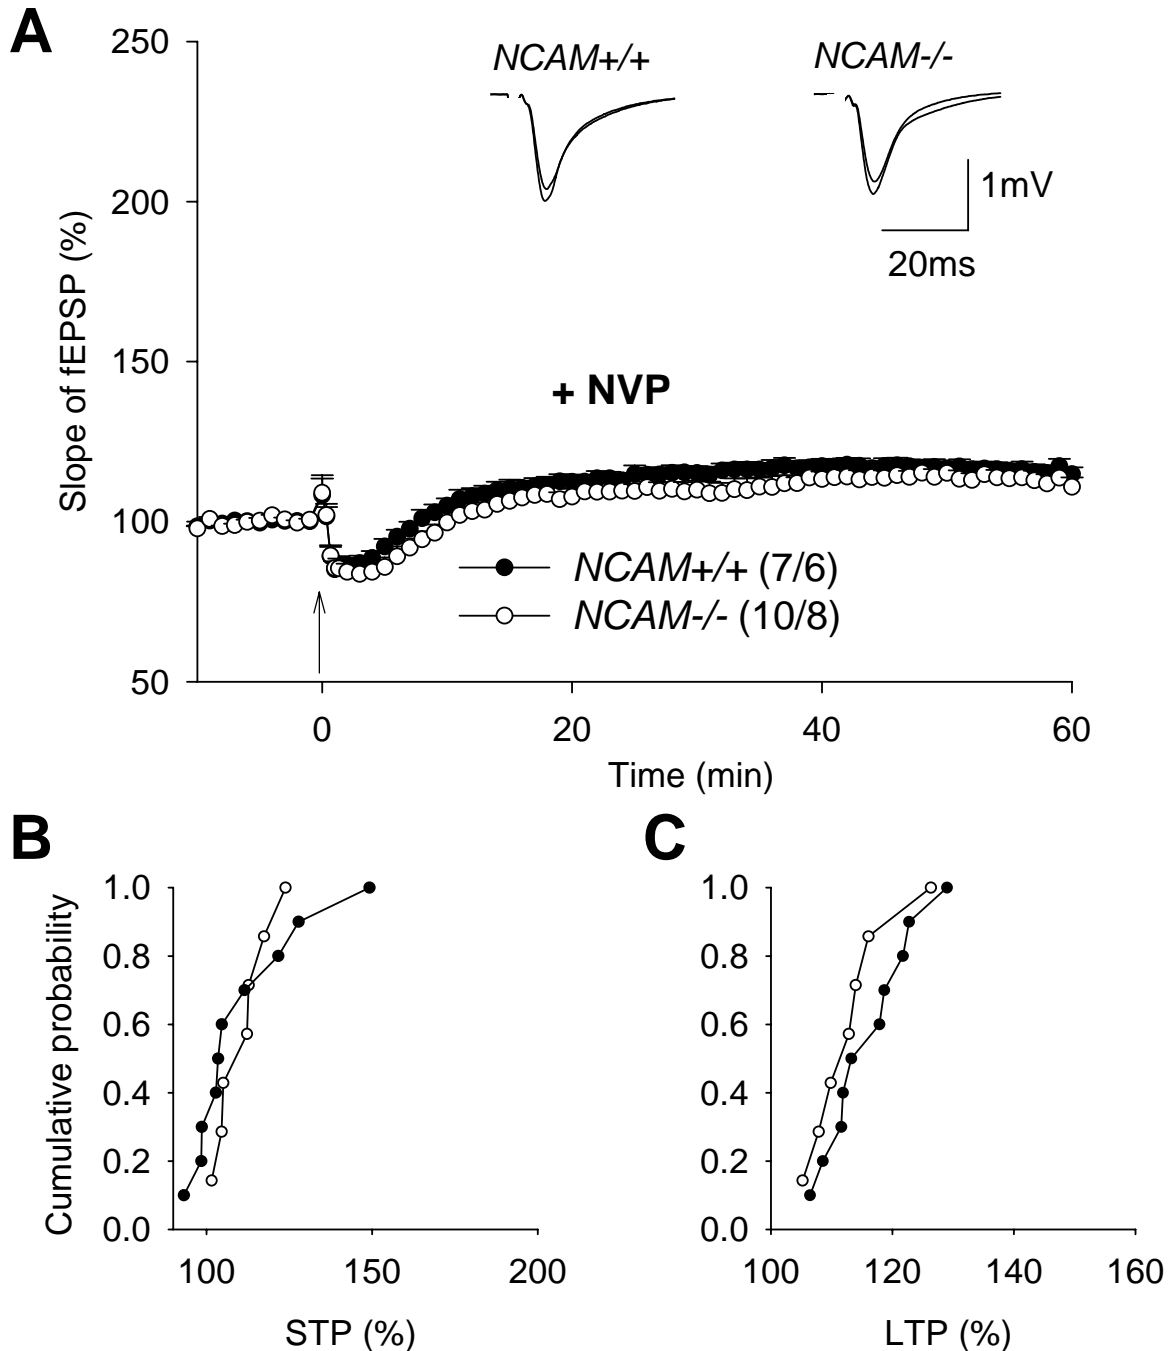 A
250
200
150
100
50
Slope of fEPSP (%)
NCAM+/+
NCAM-/-
1mV
20ms
+ NVP
NCAM+/+ (7/6)
NCAM-/- (10/8)
0
20
40
60
Time (min)
B
1.0
0.8
0.6
0.4
0.2
0.0
Cumulative probability
100
150
200
STP (%)
C
1.0
0.8
0.6
0.4
0.2
0.0
100
120
140
160
LTP (%)